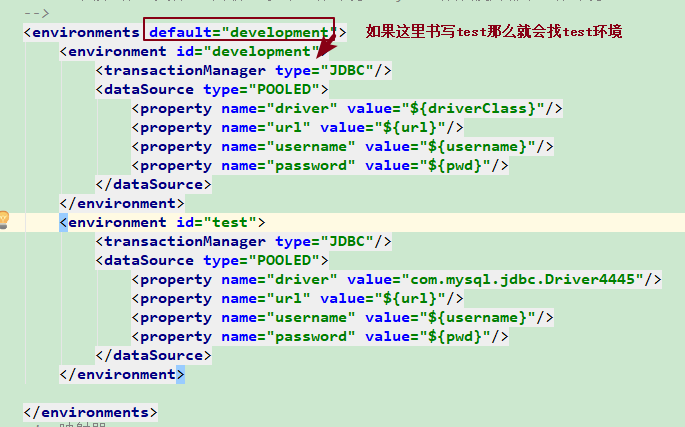 -->
<environments default="development"> 如果这里书写test那么就会找test环境
<environment id="development"
<transactionManager type="JDBC"/>
<dataSource type="POOLED">
<property name="driver" value="${driverClass}"/>
<property name="url" value="${url}"/>
<property name="username" value="${username}"/>
<property name="password" value="${pwd}"/>
</dataSource>
</environment>
<environment id="test">
<transactionManager type="JDBC"/>
<dataSource type="POOLED">
<property name="driver" value="com.mysql.jdbc.Driver4445"/>
<property name="url" value="${url}"/>
<property name="username" value="${username}"/>
<property name="password" value="${pwd}"/>
</dataSource>
</environment>
</environments>